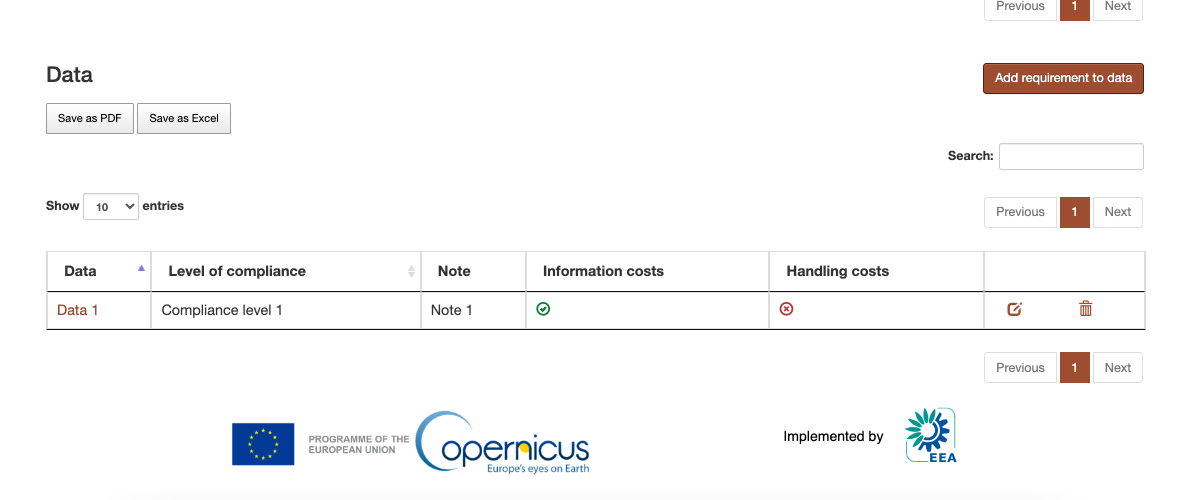 Previous 1 Next
Data
Add requirement to data
Save as PDF Save as Excel
Search:
Show 10 entries
Previous 1 Next
Data Level of compliance Note Information costs Handling costs
Data 1 Compliance level 1 Note 1
Previous 1 Next
PROGRAMME OF THE
EUROPEAN UNION
opernicus
Europe's eyes on Earth
Implemented by
EEA